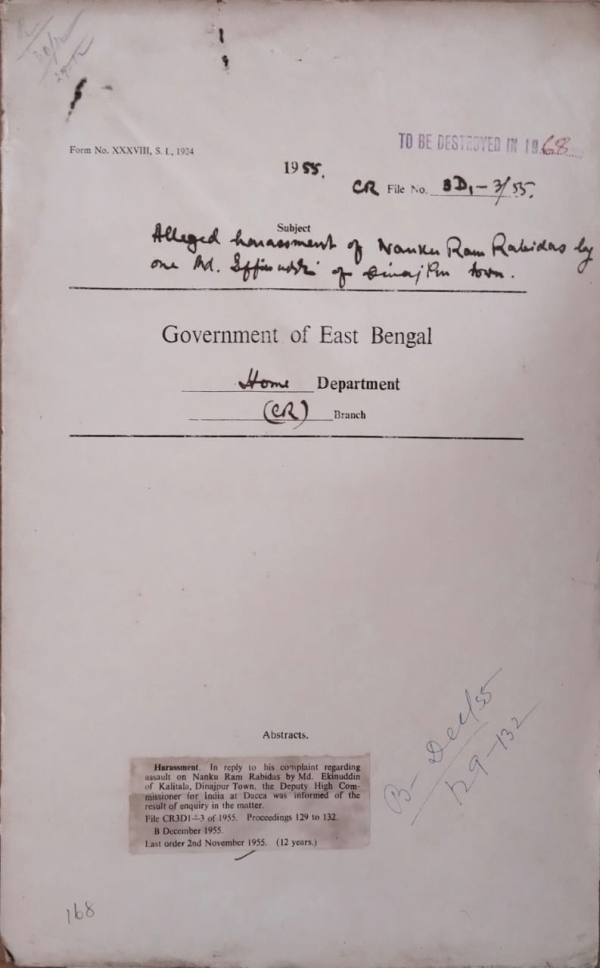 Form No. XXXVIII, S. I., 1924
TO BE DESTROYED IN 1968
1955.
CR File No. 3D1-3/55.
Subject
Alleged harassment of Nanku Ram Rabidas by
one Md. of Dinajpur town.
Government of East Bengal
Home Department
(CR) Branch
Abstracts.
Harassment. In reply to his complaint regarding
assault on Nanku Ram Rabidas by Md. Ekinuddin
of Kalitala, Dinajpur Town, the Deputy High Com-
missioner for India at Dacca was informed of the
result of enquiry in the matter.
File CR3D1-3 of 1955. Proceedings 129 to 132.
B December 1955.
Last order 2nd November 1955. (12 years.)
B- Dec/55
129-132
168